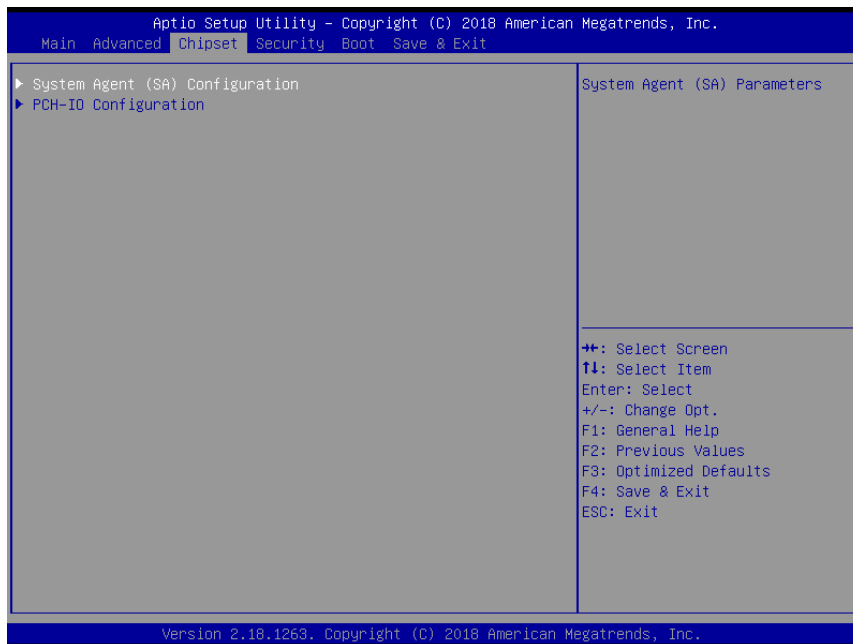 Aptio Setup Utility – Copyright (C) 2018 American Megatrends, Inc.
Main Advanced Chipset Security Boot Save & Exit
▶ System Agent (SA) Configuration
▶ PCH-IO Configuration
System Agent (SA) Parameters
→←: Select Screen
↑↓: Select Item
Enter: Select
+/-: Change Opt.
F1: General Help
F2: Previous Values
F3: Optimized Defaults
F4: Save & Exit
ESC: Exit
Version 2.18.1263. Copyright (C) 2018 American Megatrends, Inc.